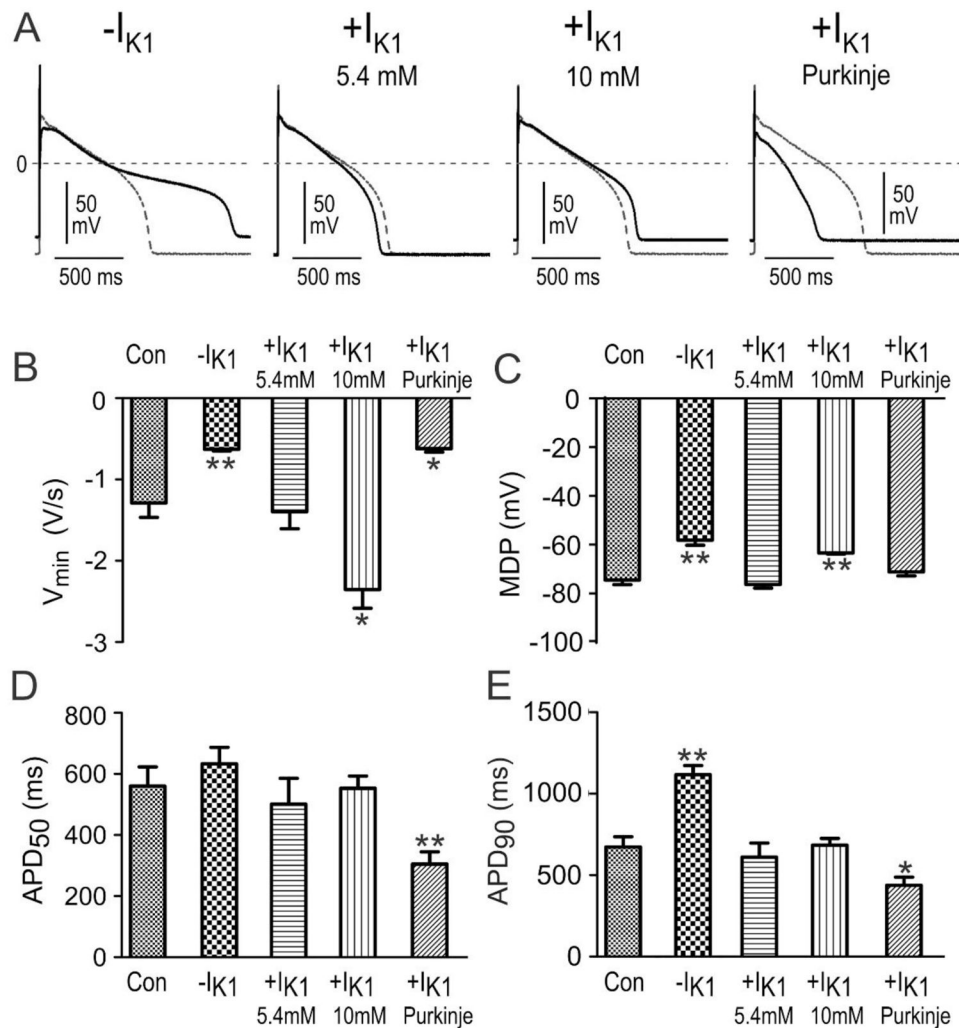 A
-IK1
+IK1
5.4 mM
+IK1
10 mM
+IK1
Purkinje
0
50
mV
500 ms
50
mV
500 ms
50
mV
500 ms
50
mV
500 ms
B
Con
-IK1
+IK1
5.4mM
+IK1
10mM
+IK1
Purkinje
0
-1
-2
-3
Vmin (V/s)
**
*
*
C
Con
-IK1
+IK1
5.4mM
+IK1
10mM
+IK1
Purkinje
0
-20
-40
-60
-80
-100
MDP (mV)
**
**
D
800
600
400
200
0
APD50 (ms)
**
Con
-IK1
+IK1
5.4mM
+IK1
10mM
+IK1
Purkinje
E
1500
1000
500
0
APD90 (ms)
**
*
Con
-IK1
+IK1
5.4mM
+IK1
10mM
+IK1
Purkinje